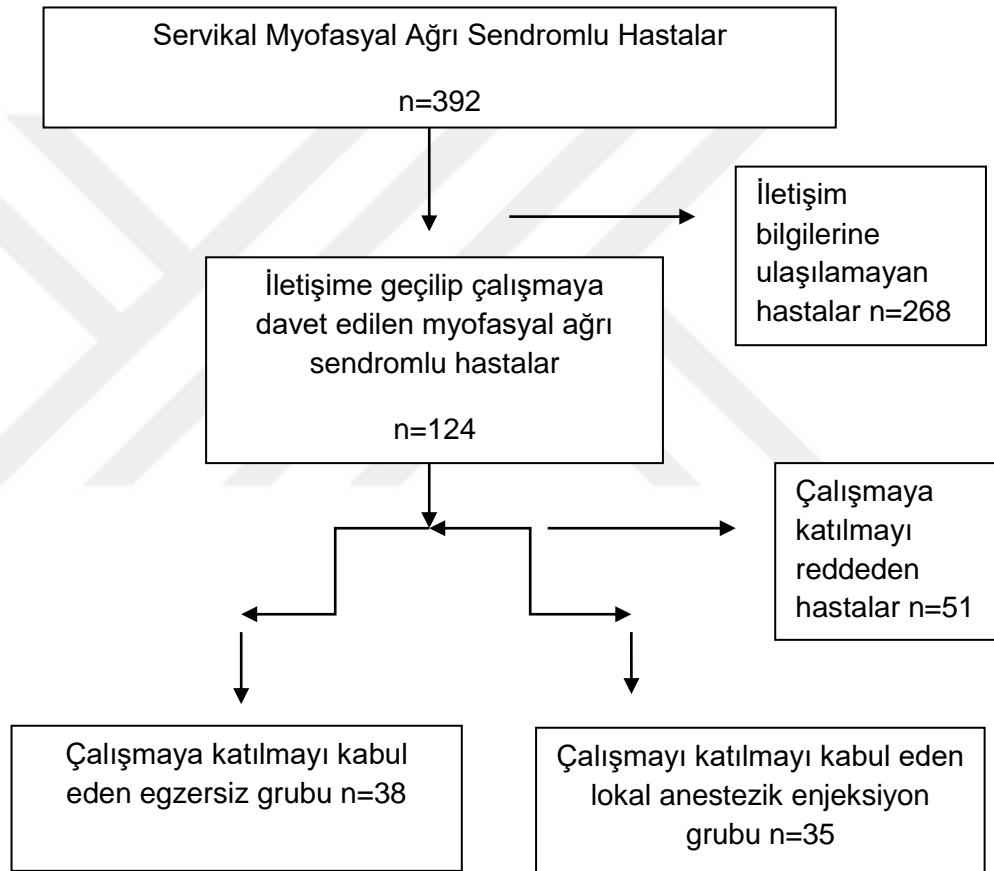 Servikal Myofasyal Ağrı Sendromlu Hastalar
n=392
İletişim
bilgilerine
ulaşılamayan
hastalar n=268
İletişime geçilip çalışmaya
davet edilen myofasyal ağrı
sendromlu hastalar
n=124
Çalışmaya
katılmayı
reddeden
hastalar n=51
Çalışmaya katılmayı kabul
eden egzersiz grubu n=38
Çalışmayı katılmayı kabul eden
lokal anestezik enjeksiyon
grubu n=35